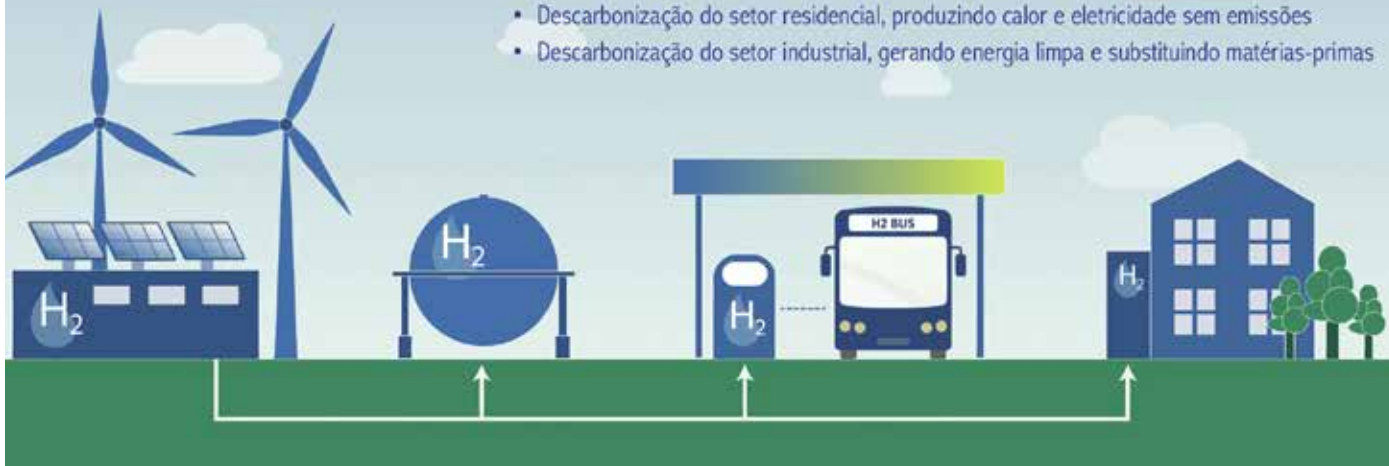 • Descarbonização do setor residencial, produzindo calor e eletricidade sem emissões
• Descarbonização do setor industrial, gerando energia limpa e substituindo matérias-primas
H2 BUS
H₂
H₂
H₂
H₂